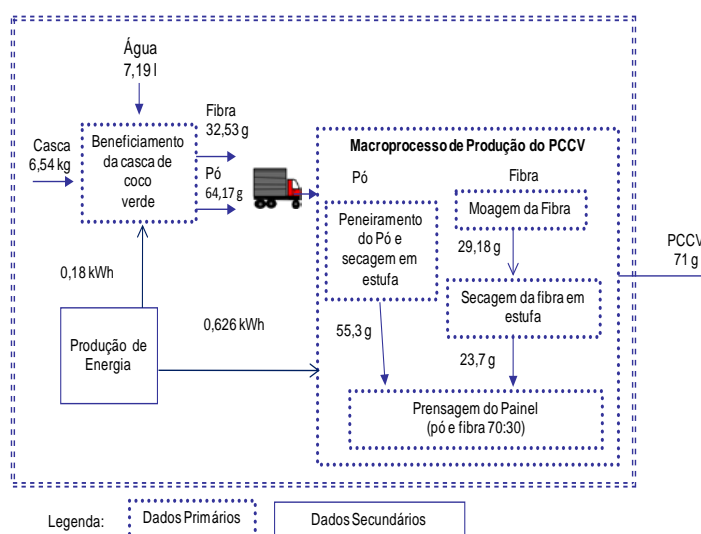 Água
7,19 l
Casca
6,54 kg
Beneficiamento
da casca de
coco
verde
Fibra
32,53 g
Pó
64,17 g
0,18 kWh
Produção de
Energia
0,626 kWh
Macroprocesso de Produção do PCCV
Pó
Peneiramento
do Pó e
secagem em
estufa
55,3 g
Fibra
Moagem da Fibra
29,18 g
Secagem da fibra em
estufa
23,7 g
Prensagem do Painel
(pó e fibra 70:30)
PCCV
71 g
Legenda:
Dados Primários
Dados Secundários